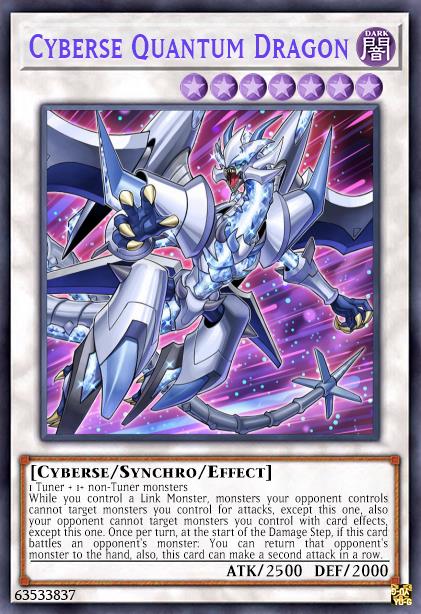 Cyberse Quantum Dragon
DARK
闇
[Cyberse/Synchro/Effect]
1 Tuner + 1+ non-Tuner monsters
While you control a Link Monster, monsters your opponent controls
cannot target monsters you control for attacks, except this one, also
your opponent cannot target monsters you control with card effects,
except this one. Once per turn, at the start of the Damage Step, if this card
battles an opponent's monster: You can return that opponent's
monster to the hand, also, this card can make a second attack in a row.
ATK/2500 DEF/2000
63533837